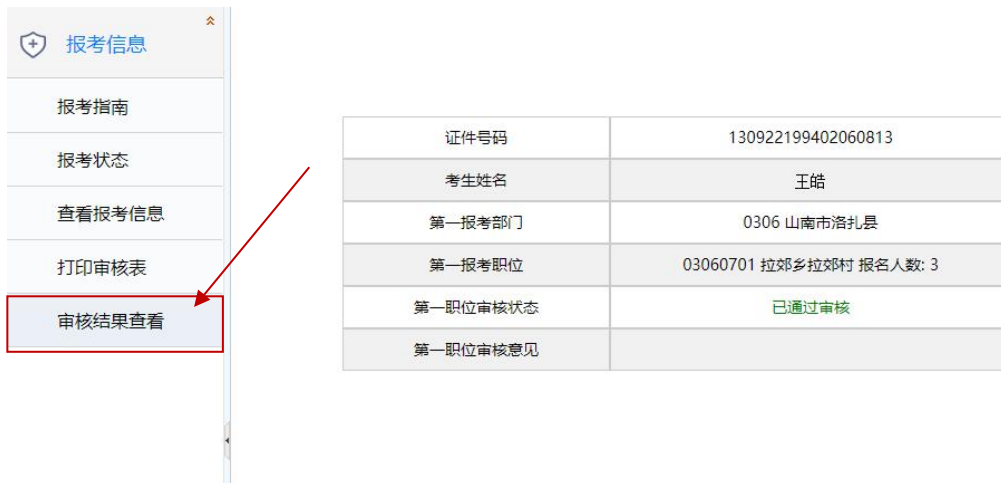 报考信息
报考指南
报考状态
查看报考信息
打印审核表
审核结果查看
证件号码 130922199402060813
考生姓名 王皓
第一报考部门 0306 山南市洛扎县
第一报考职位 03060701 拉郊乡拉郊村 报名人数: 3
第一职位审核状态 已通过审核
第一职位审核意见